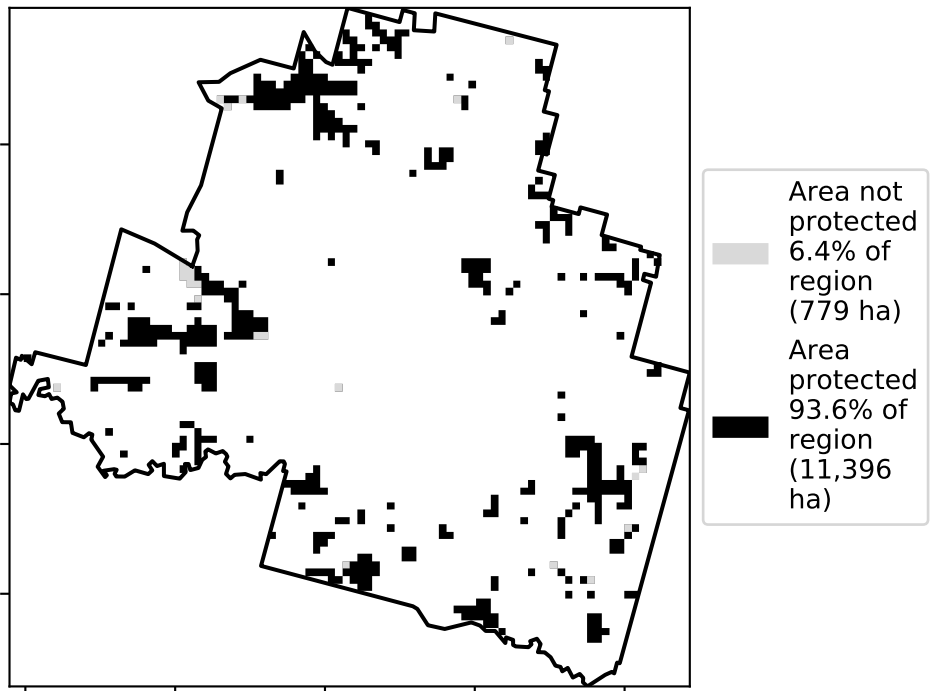 Area not
protected
6.4% of
region
(779 ha)
Area
protected
93.6% of
region
(11,396
ha)